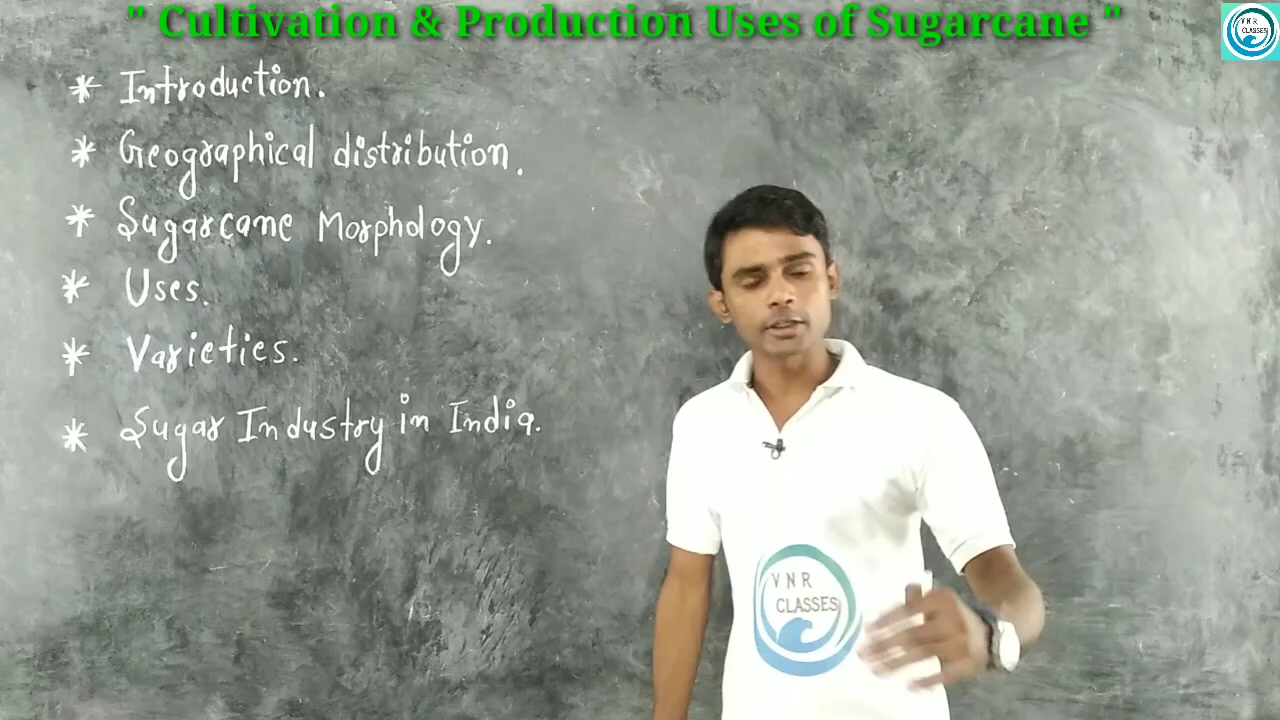 " Cultivation & Production Uses of Sugarcane "
VNR
CLASSES
* Introduction.
* Geographical distribution.
* Sugarcane Morphology.
* Uses.
* Varieties.
* Sugar Industry in India.
VNR
CLASSES